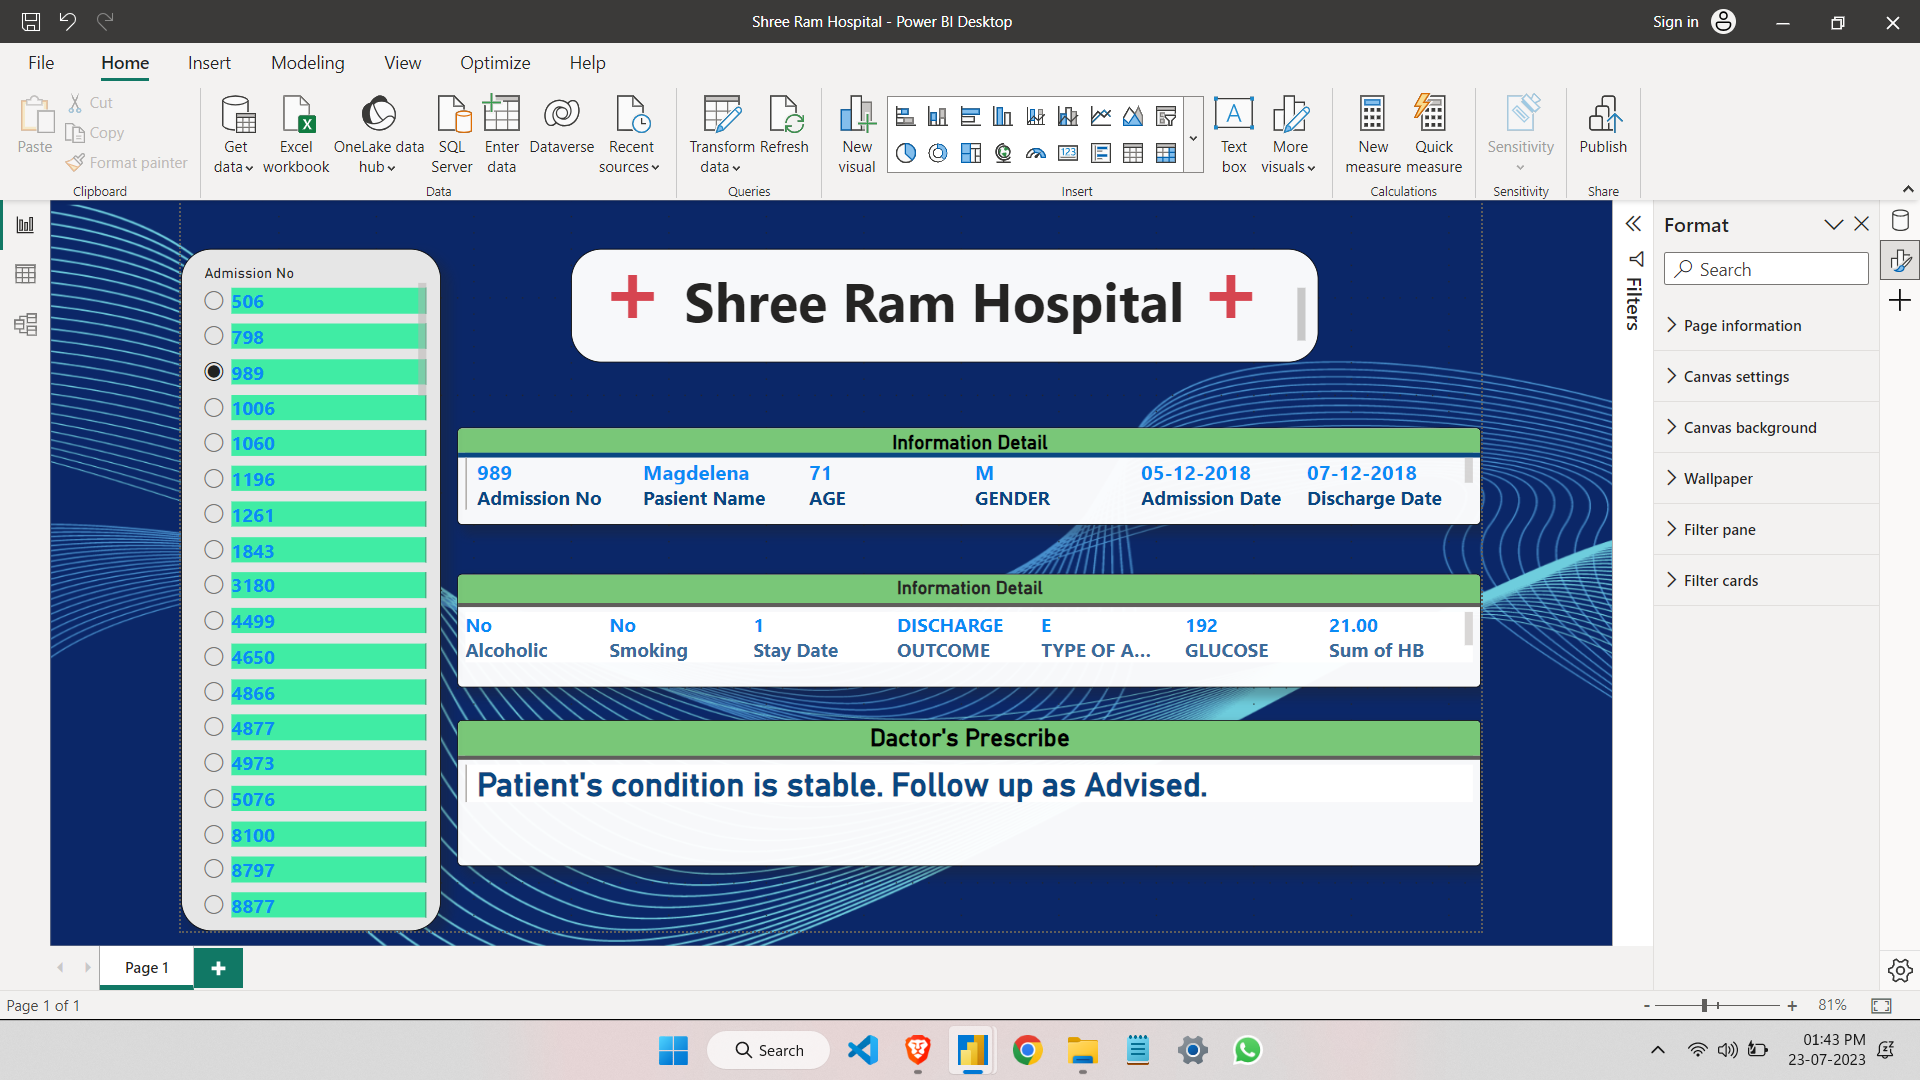 Shree Ram Hospital - Power BI Desktop
Sign in
File Home Insert Modeling View Optimize Help
Paste
Cut
Copy
Format painter
Clipboard
Get data
Excel workbook
OneLake data hub
SQL Server
Enter data
Dataverse
Recent sources
Data
Transform data
Refresh
Queries
New visual
123
Insert
A
Text box
More visuals
New measure
Quick measure
Calculations
Sensitivity
Sensitivity
Publish
Share
Admission No
506
798
989
1006
1060
1196
1261
1843
3180
4499
4650
4866
4877
4973
5076
8100
8797
8877
+ Shree Ram Hospital +
Information Detail
989 Magdelena 71 M 05-12-2018 07-12-2018
Admission No Pasient Name AGE GENDER Admission Date Discharge Date
Information Detail
No No 1 DISCHARGE E 192 21.00
Alcoholic Smoking Stay Date OUTCOME TYPE OF A... GLUCOSE Sum of HB
Dactor's Prescribe
Patient's condition is stable. Follow up as Advised.
Filters
Format
Search
Page information
Canvas settings
Canvas background
Wallpaper
Filter pane
Filter cards
Page 1
Page 1 of 1
- + 81%
Search
01:43 PM
23-07-2023